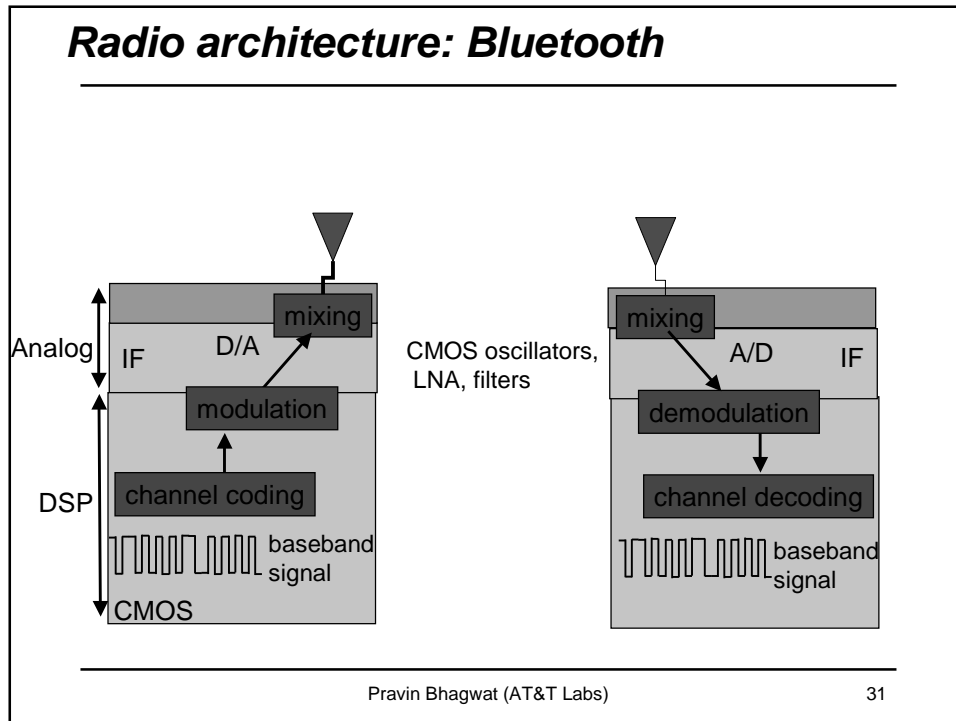 Radio architecture: Bluetooth
mixing
Analog
IF
D/A
modulation
channel coding
DSP
baseband
signal
CMOS
CMOS oscillators,
LNA, filters
mixing
A/D
IF
demodulation
channel decoding
baseband
signal
Pravin Bhagwat (AT&T Labs)
31